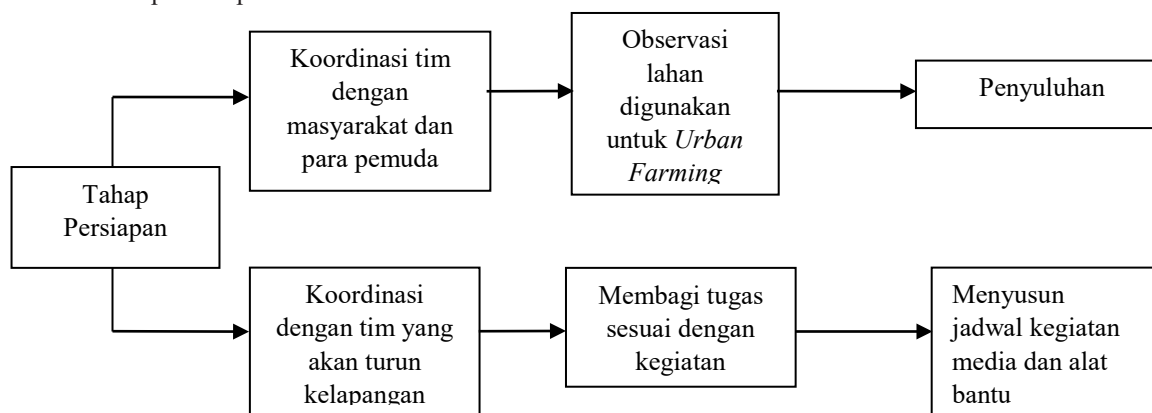 Koordinasi tim
dengan
masyarakat dan
para pemuda
Observasi
lahan
digunakan
untuk Urban
Farming
Penyuluhan
Tahap
Persiapan
Koordinasi
dengan tim yang
akan turun
kelapangan
Membagi tugas
sesuai dengan
kegiatan
Menyusun
jadwal kegiatan
media dan alat
bantu